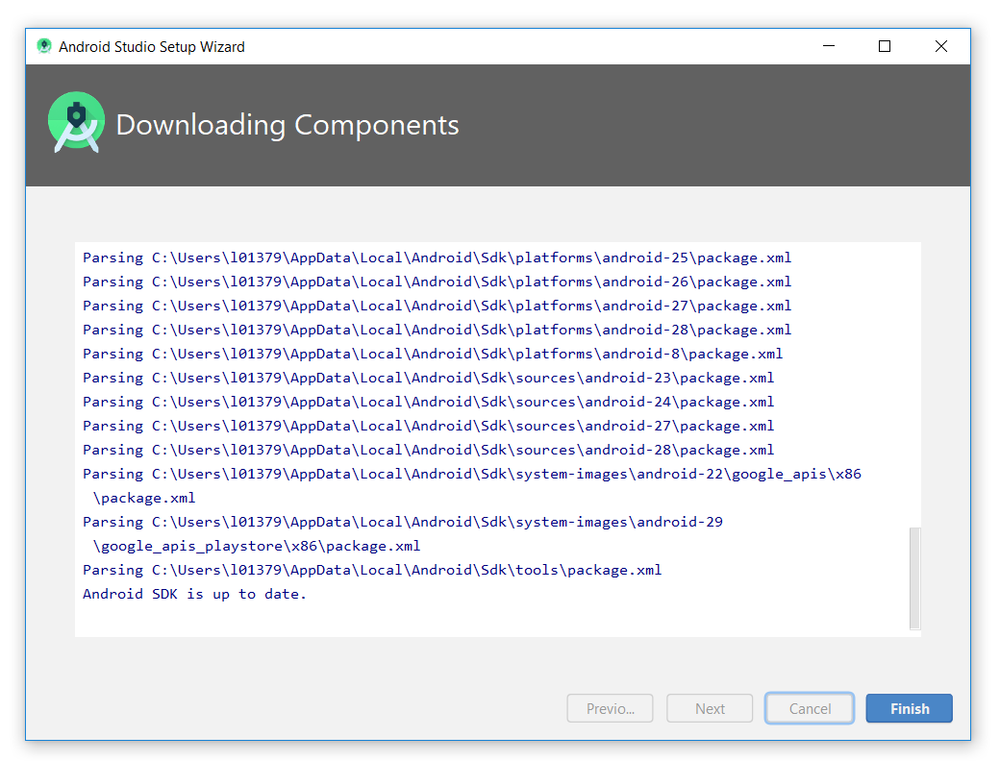 Android Studio Setup Wizard
Downloading Components
Parsing C:\Users\l01379\AppData\Local\Android\Sdk\platforms\android-25\package.xml
Parsing C:\Users\l01379\AppData\Local\Android\Sdk\platforms\android-26\package.xml
Parsing C:\Users\l01379\AppData\Local\Android\Sdk\platforms\android-27\package.xml
Parsing C:\Users\l01379\AppData\Local\Android\Sdk\platforms\android-28\package.xml
Parsing C:\Users\l01379\AppData\Local\Android\Sdk\platforms\android-8\package.xml
Parsing C:\Users\l01379\AppData\Local\Android\Sdk\sources\android-23\package.xml
Parsing C:\Users\l01379\AppData\Local\Android\Sdk\sources\android-24\package.xml
Parsing C:\Users\l01379\AppData\Local\Android\Sdk\sources\android-27\package.xml
Parsing C:\Users\l01379\AppData\Local\Android\Sdk\sources\android-28\package.xml
Parsing C:\Users\l01379\AppData\Local\Android\Sdk\system-images\android-22\google_apis\x86
\package.xml
Parsing C:\Users\l01379\AppData\Local\Android\Sdk\system-images\android-29
\google_apis_playstore\x86\package.xml
Parsing C:\Users\l01379\AppData\Local\Android\Sdk\tools\package.xml
Android SDK is up to date.
Previo... Next Cancel Finish